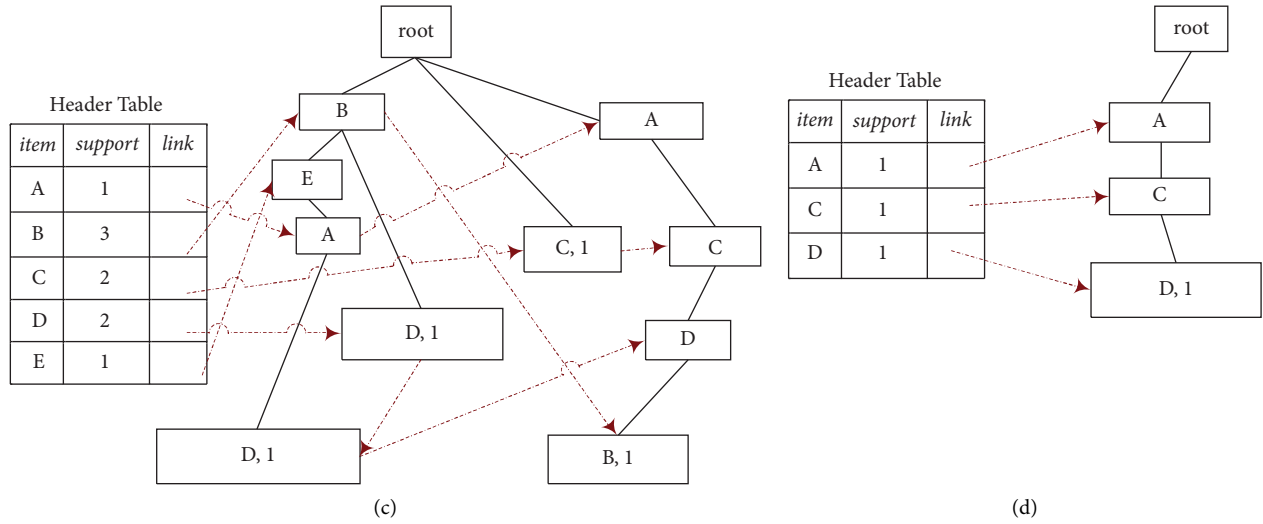 root
Header Table
item support link
A 1
B 3
C 2
D 2
E 1
B
A
E
A
C, 1
C
D, 1
D
D, 1
B, 1
(c)
root
Header Table
item support link
A 1
C 1
D 1
A
C
D, 1
(d)